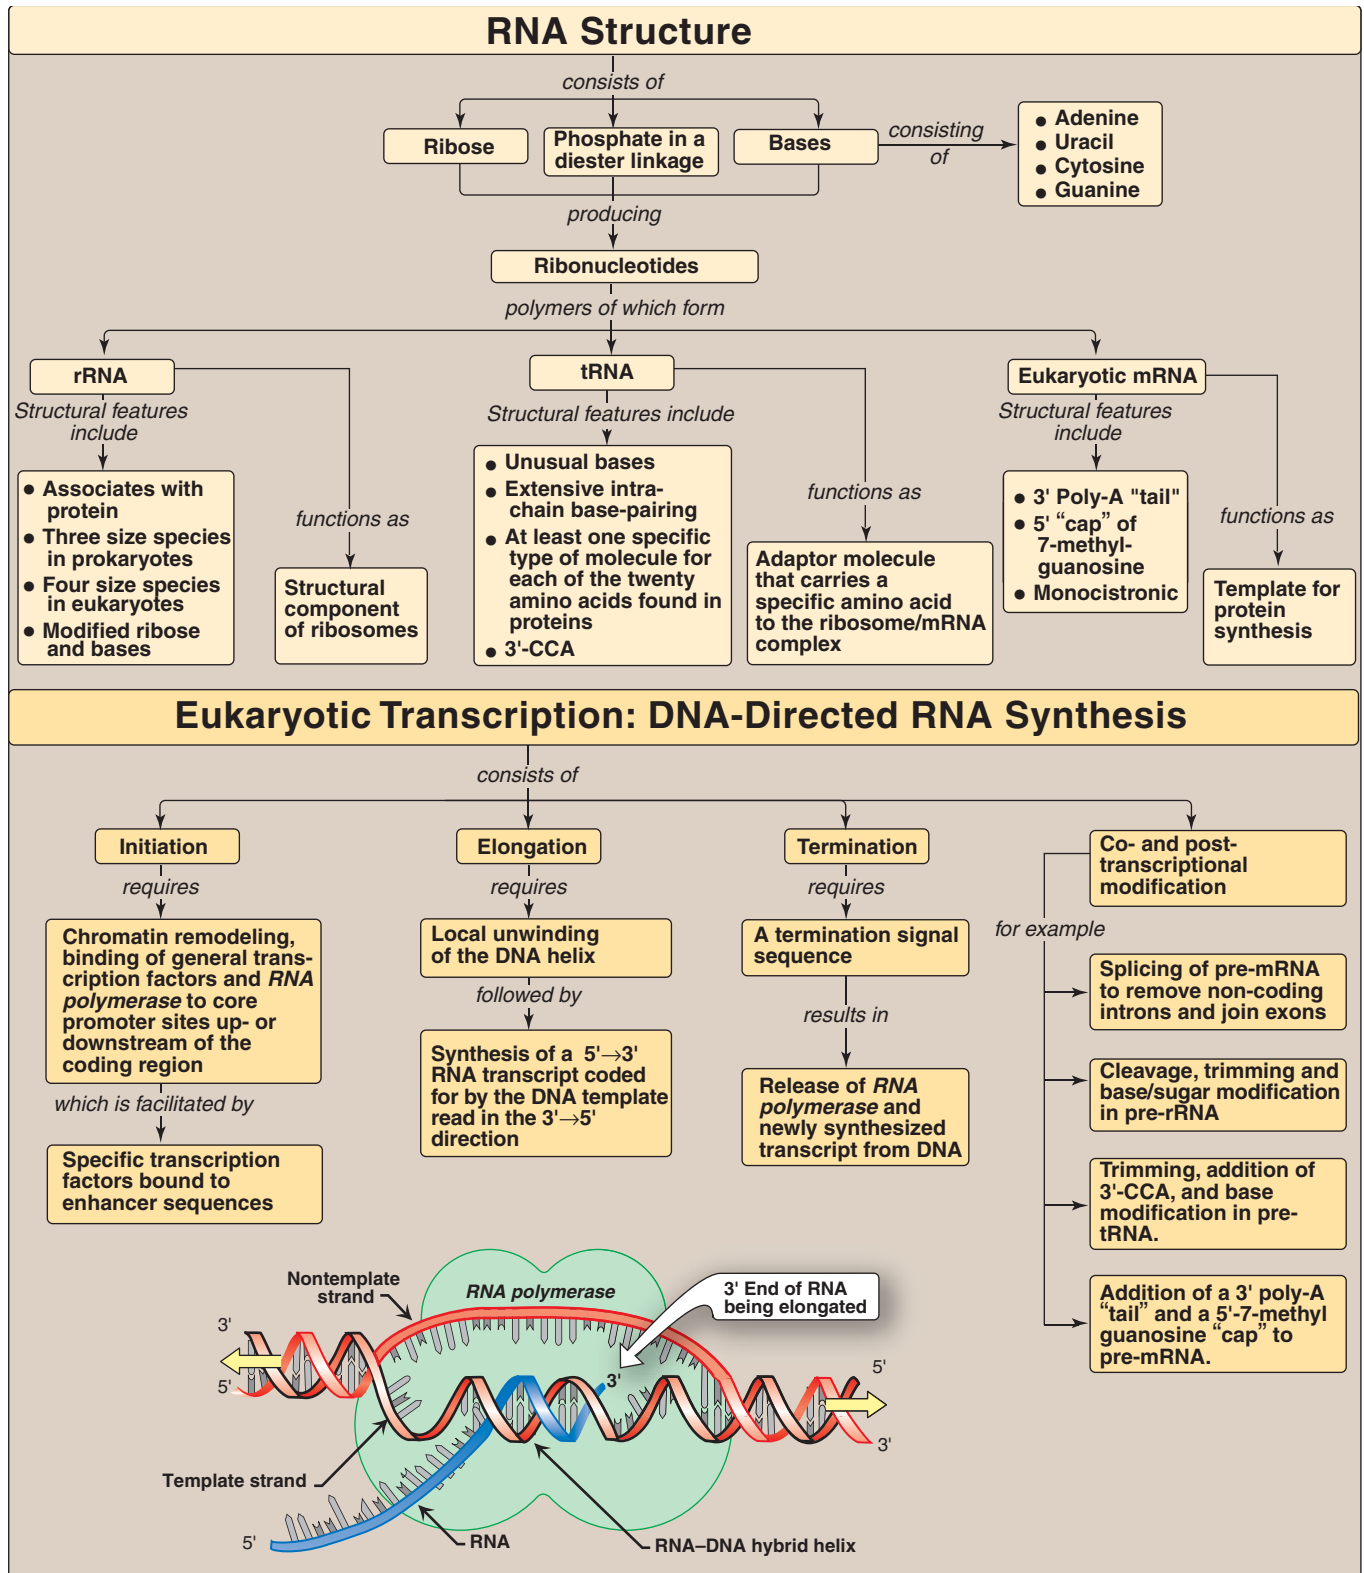 RNA Structure
consists of
Ribose
Phosphate in a
diester linkage
Bases
consisting
of
● Adenine
● Uracil
● Cytosine
● Guanine
producing
Ribonucleotides
polymers of which form
rRNA
Structural features
include
● Associates with
protein
● Three size species
in prokaryotes
● Four size species
in eukaryotes
● Modified ribose
and bases
functions as
Structural
component
of ribosomes
tRNA
Structural features include
● Unusual bases
● Extensive intra-
chain base-pairing
● At least one specific
type of molecule for
each of the twenty
amino acids found in
proteins
● 3'-CCA
functions as
Adaptor molecule
that carries a
specific amino acid
to the ribosome/mRNA
complex
Eukaryotic mRNA
Structural features
include
● 3' Poly-A "tail"
● 5' “cap” of
7-methyl-
guanosine
● Monocistronic
functions as
Template for
protein
synthesis
Eukaryotic Transcription: DNA-Directed RNA Synthesis
consists of
Initiation
requires
Chromatin remodeling,
binding of general trans-
cription factors and RNA
polymerase to core
promoter sites up- or
downstream of the
coding region
which is facilitated by
Specific transcription
factors bound to
enhancer sequences
Elongation
requires
Local unwinding
of the DNA helix
followed by
Synthesis of a 5'→3'
RNA transcript coded
for by the DNA template
read in the 3'→5'
direction
Termination
requires
A termination signal
sequence
results in
Release of RNA
polymerase and
newly synthesized
transcript from DNA
Co- and post-
transcriptional
modification
for example
Splicing of pre-mRNA
to remove non-coding
introns and join exons
Cleavage, trimming and
base/sugar modification
in pre-rRNA
Trimming, addition of
3'-CCA, and base
modification in pre-
tRNA.
Addition of a 3' poly-A
“tail” and a 5'-7-methyl
guanosine “cap” to
pre-mRNA.
Nontemplate
strand
RNA polymerase
3' End of RNA
being elongated
3'
5'
3'
5'
3'
Template strand
5'
RNA
RNA–DNA hybrid helix